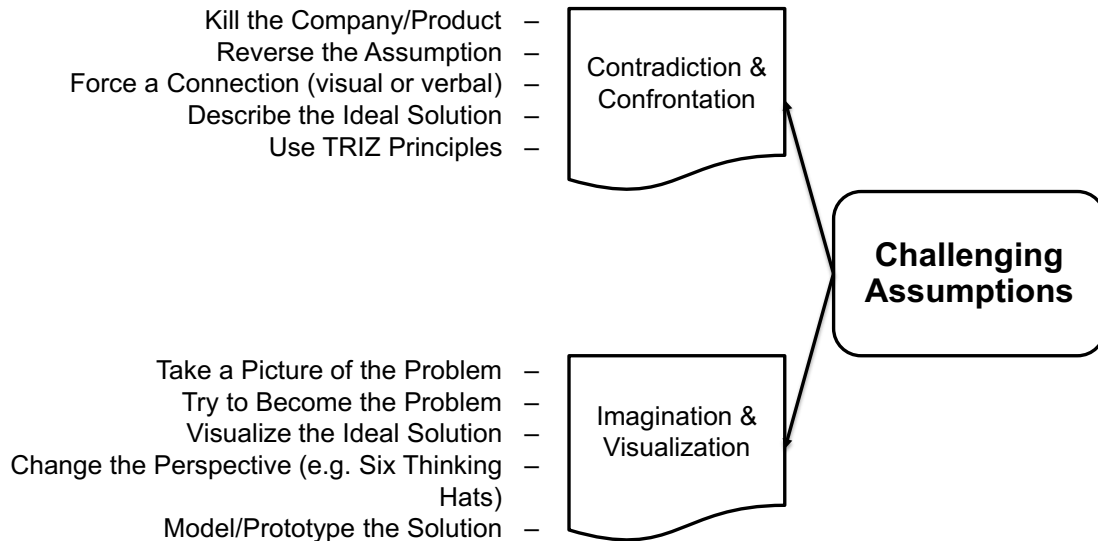 Kill the Company/Product –
Reverse the Assumption –
Force a Connection (visual or verbal) –
Describe the Ideal Solution –
Use TRIZ Principles –
Contradiction &
Confrontation
Challenging
Assumptions
Take a Picture of the Problem –
Try to Become the Problem –
Visualize the Ideal Solution –
Change the Perspective (e.g. Six Thinking –
Hats)
Model/Prototype the Solution –
Imagination &
Visualization